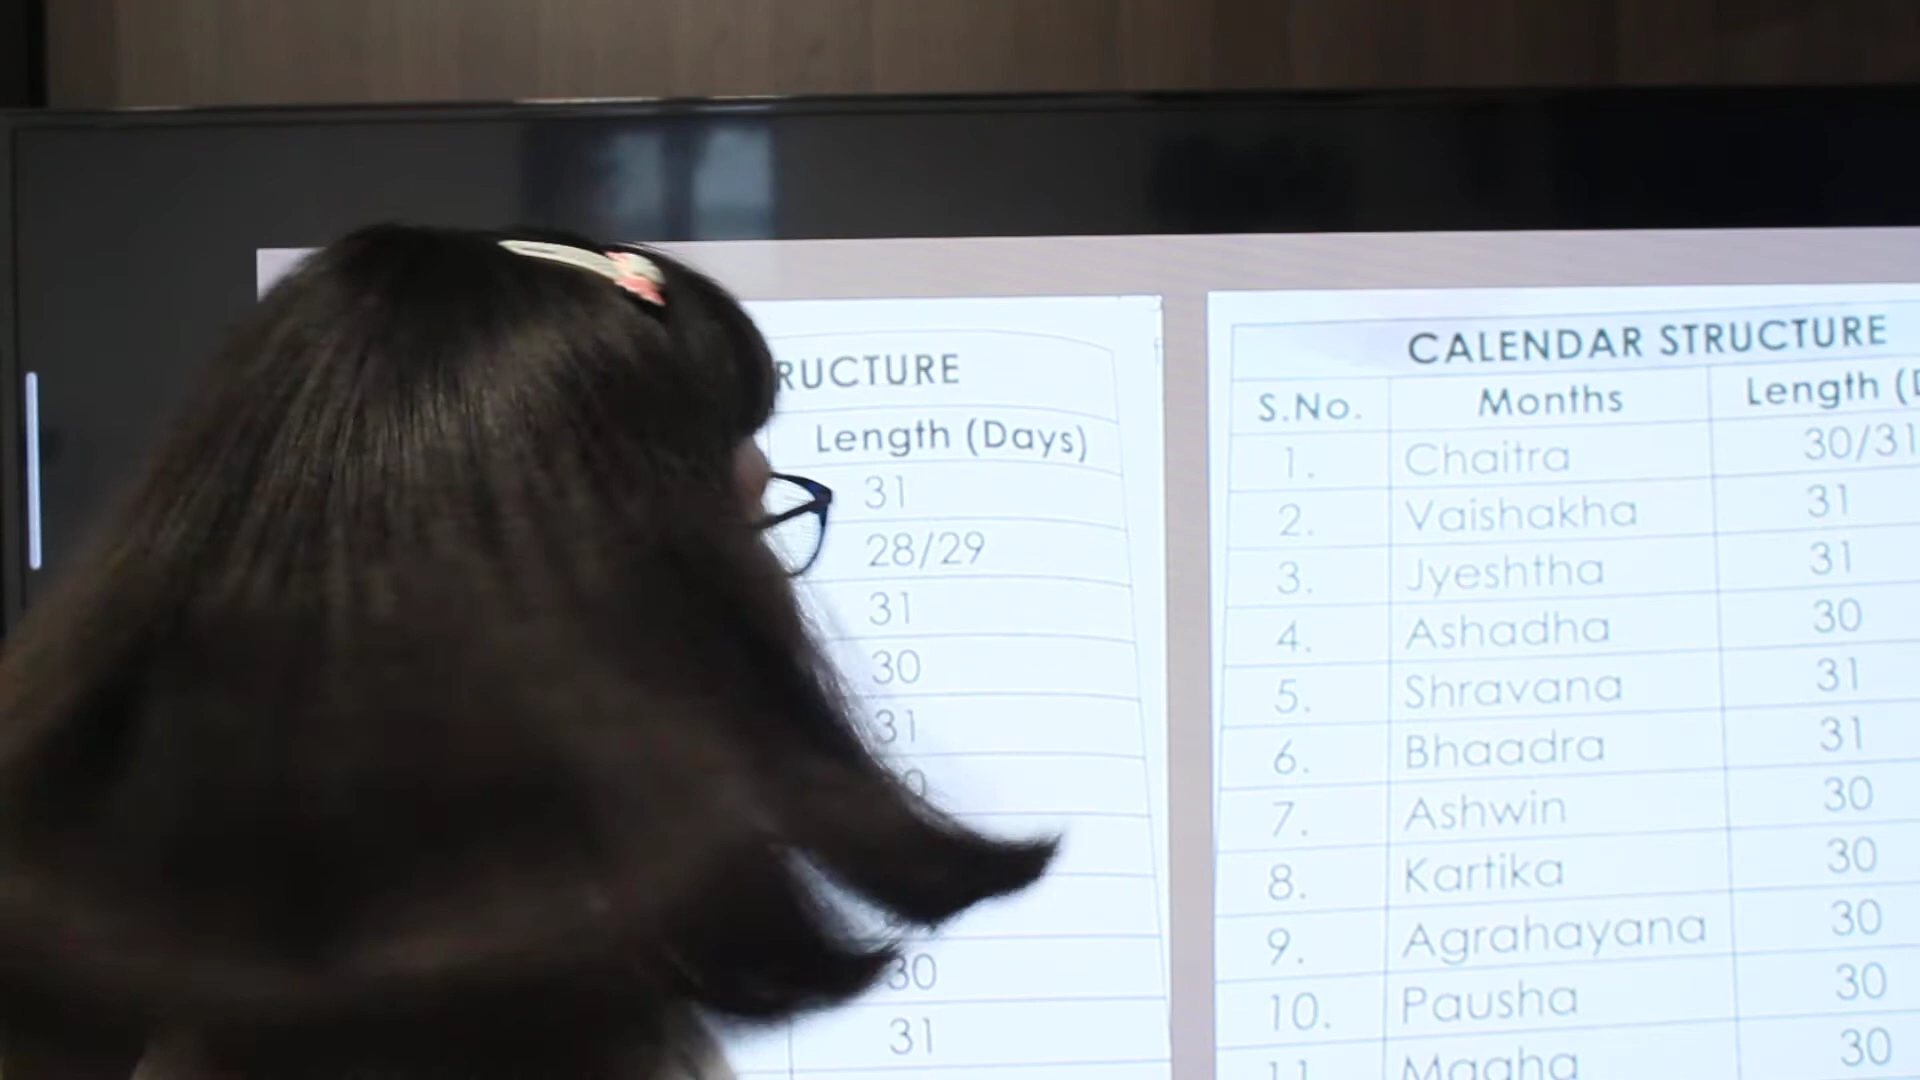 RUCTURE
Length (Days)
31
28/29
31
30
31
30
31
CALENDAR STRUCTURE
S.No. Months Length (D
1. Chaitra 30/31
2. Vaishakha 31
3. Jyeshtha 31
4. Ashadha 30
5. Shravana 31
6. Bhaadra 31
7. Ashwin 30
8. Kartika 30
9. Agrahayana 30
10. Pausha 30
11. Magha 30